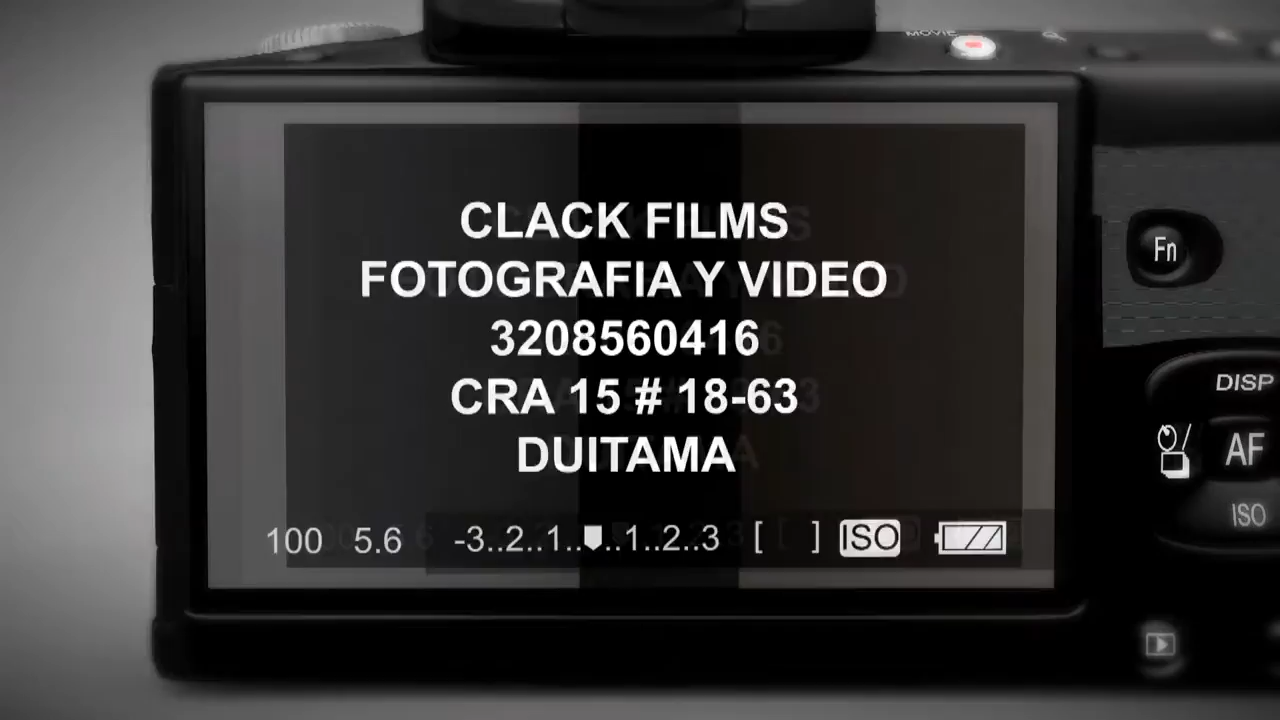 MOVIE
CLACK FILMS
FOTOGRAFIA Y VIDEO
3208560416
CRA 15 # 18-63
DUITAMA
100 5.6 -3..2..1....1..2..3 [ ] ISO
Fn
DISP
AF
ISO